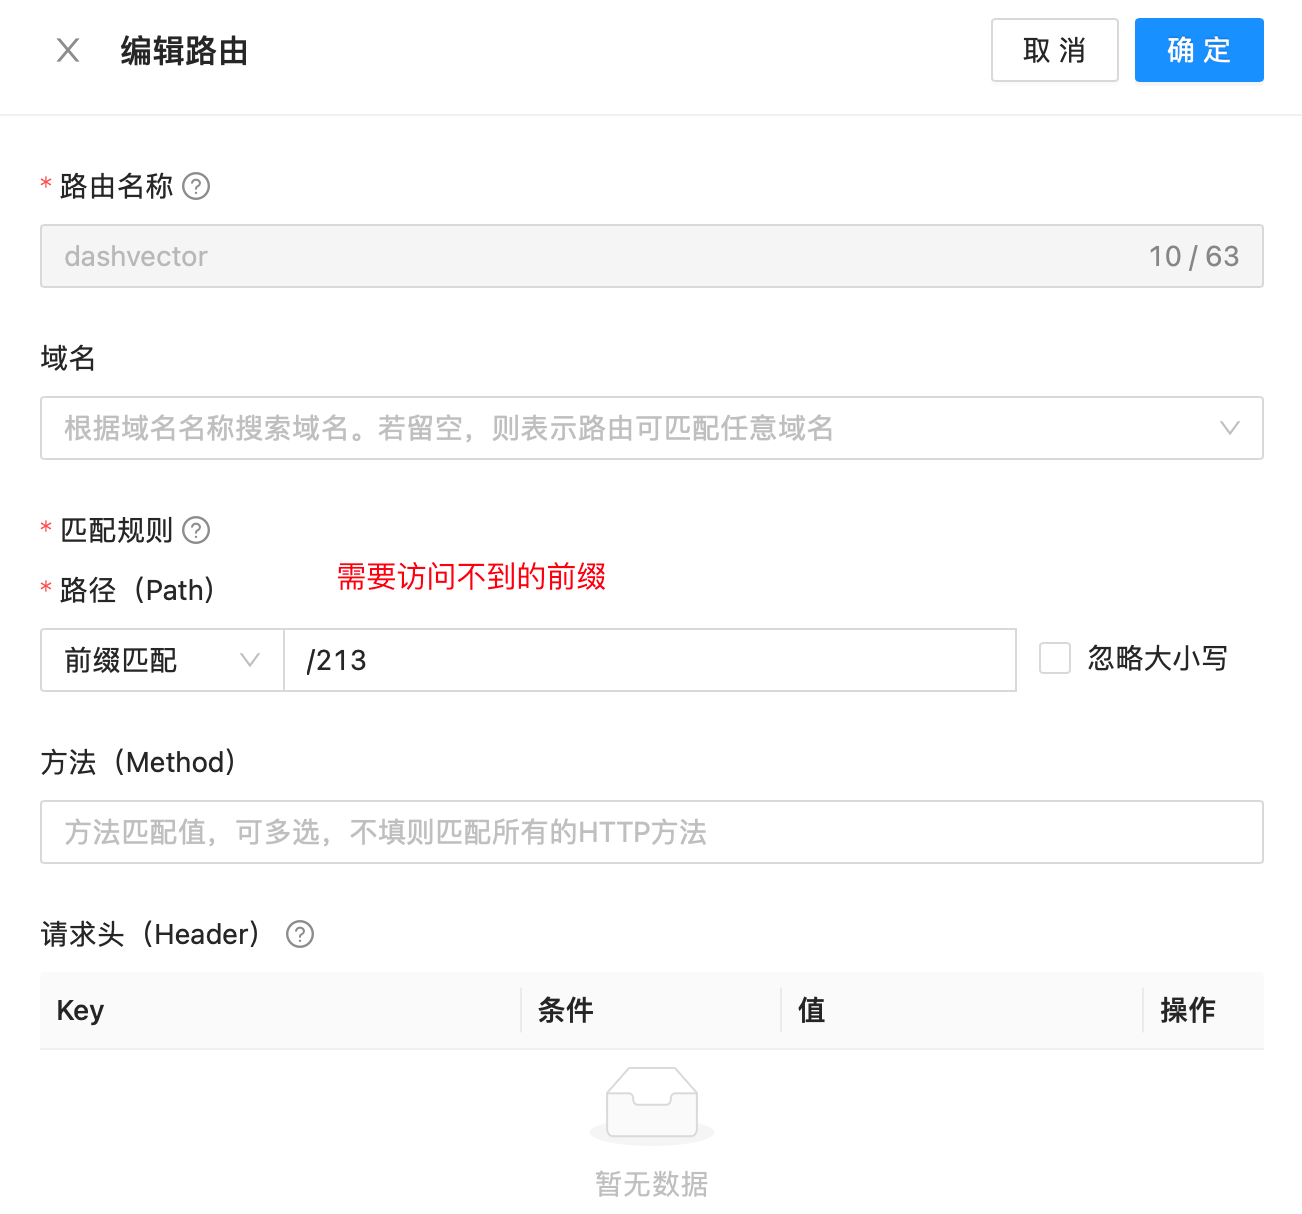 编辑路由
取 消
确 定
* 路由名称 ?
dashvector
10 / 63
域名
根据域名名称搜索域名。若留空，则表示路由可匹配任意域名
* 匹配规则 ?
需要访问不到的前缀
* 路径（Path）
前缀匹配
/213
忽略大小写
方法（Method）
方法匹配值，可多选，不填则匹配所有的HTTP方法
请求头（Header） ?
Key 条件 值 操作
暂无数据